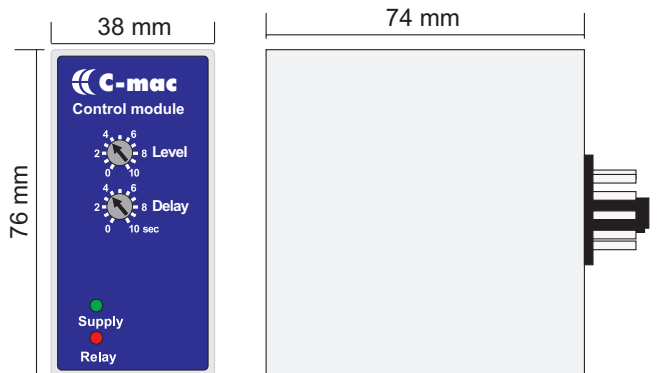 38 mm
74 mm
76 mm
C-mac
Control module
4 6
2 8 Level
0 10
4 6
2 8 Delay
0 10 sec
Supply
Relay